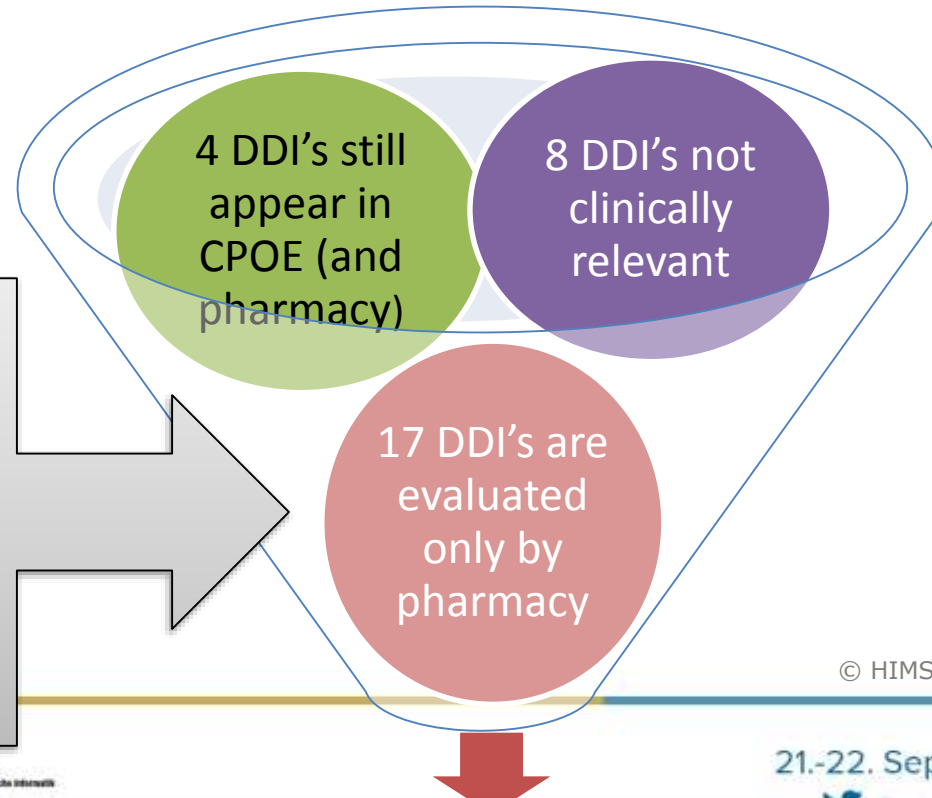 4 DDI's still
appear in
CPOE (and
pharmacy)
8 DDI's not
clinically
relevant
17 DDI's are
evaluated
only by
pharmacy
© HIMS
21.-22. Sep